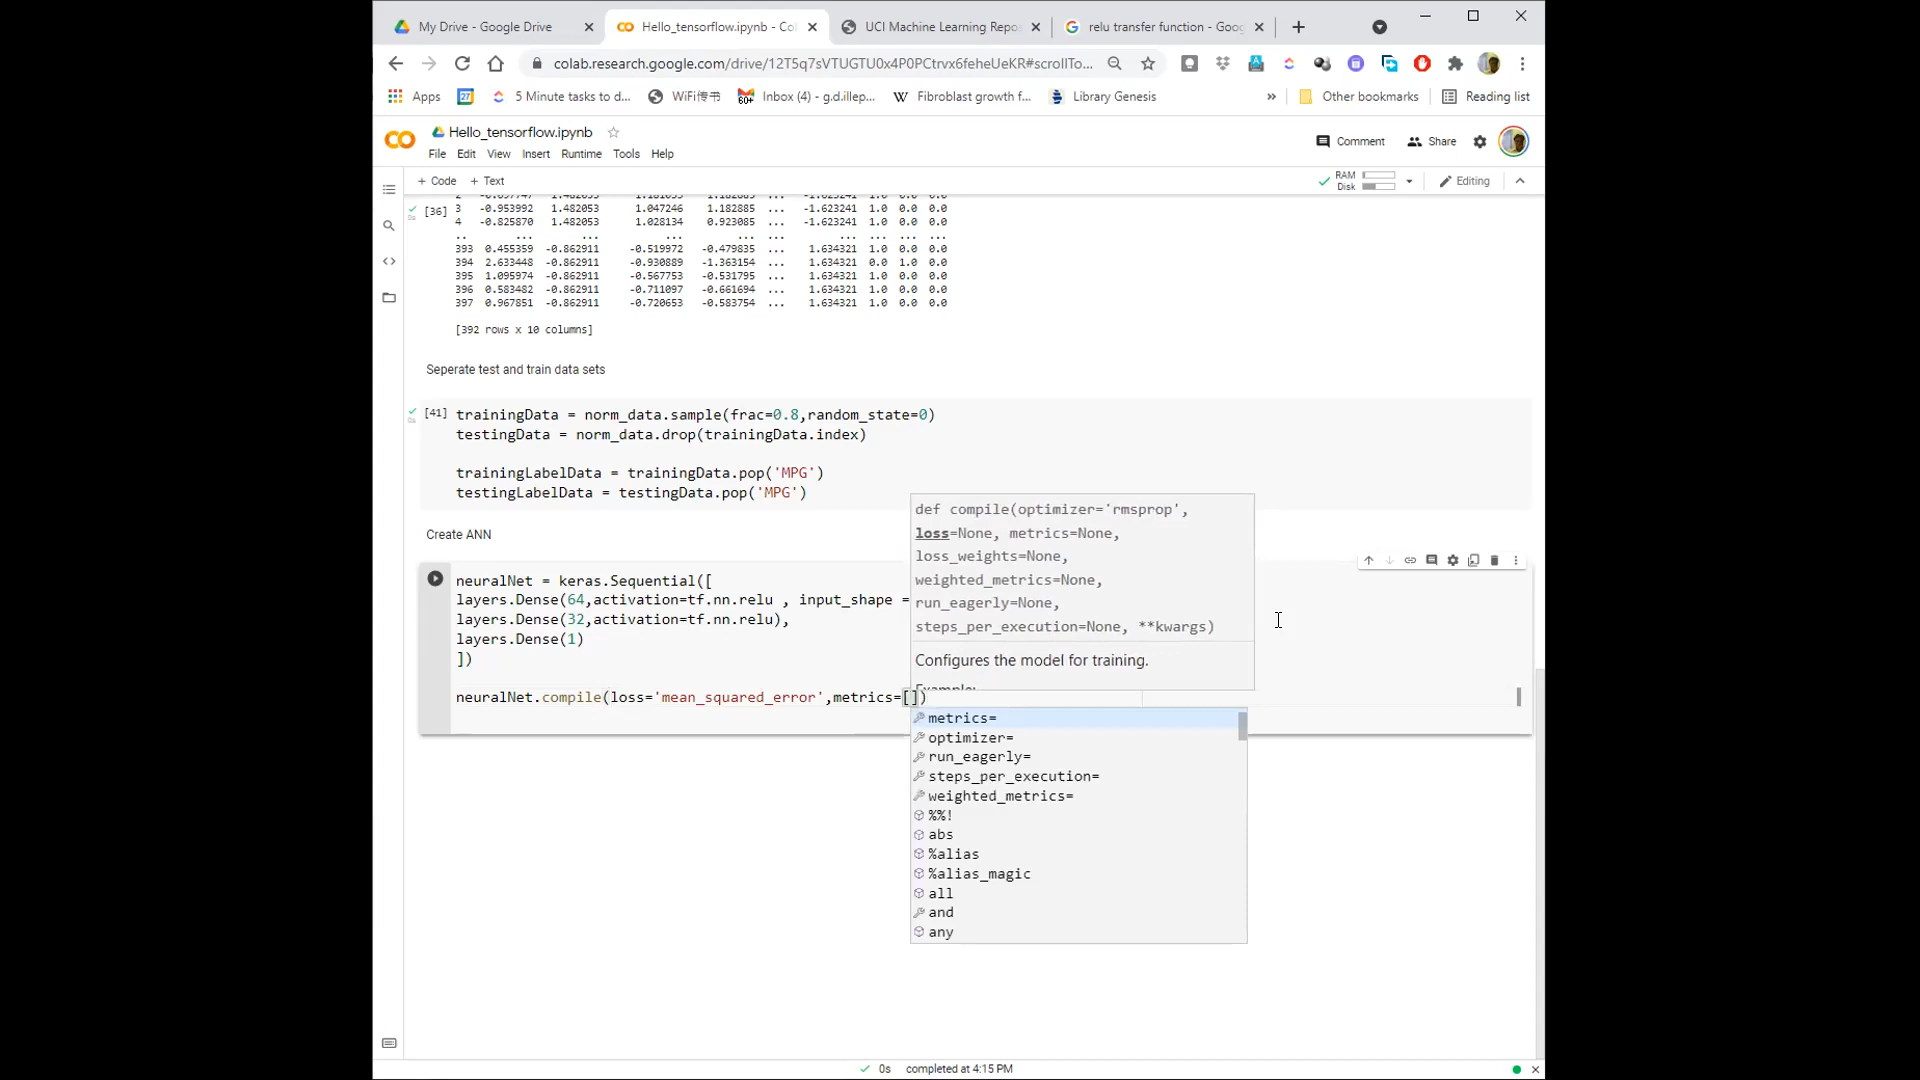 My Drive - Google Drive
Hello_tensorflow.ipynb - Co
UCI Machine Learning Repos
relu transfer function - Goog
colab.research.google.com/drive/12T5q7sVTUGTU0x4P0PCtrvx6feheUeKR#scrollTo...
Apps
27
5 Minute tasks to d...
WiFi传书
60+
Inbox (4) - g.d.illep...
Fibroblast growth f...
Library Genesis
»
Other bookmarks
Reading list
Hello_tensorflow.ipynb
File Edit View Insert Runtime Tools Help
Comment
Share
+ Code + Text
RAM
Disk
Editing
[36]
3 -0.953992 1.482053 1.047246 1.182885 ... -1.623241 1.0 0.0 0.0
4 -0.825870 1.482053 1.028134 0.923085 ... -1.623241 1.0 0.0 0.0
.. ... ... ... ... ... ... ... ... ...
393 0.455359 -0.862911 -0.519972 -0.479835 ... 1.634321 1.0 0.0 0.0
394 2.633448 -0.862911 -0.930889 -1.363154 ... 1.634321 0.0 1.0 0.0
395 1.095974 -0.862911 -0.567753 -0.531795 ... 1.634321 1.0 0.0 0.0
396 0.583482 -0.862911 -0.711097 -0.661694 ... 1.634321 1.0 0.0 0.0
397 0.967851 -0.862911 -0.720653 -0.583754 ... 1.634321 1.0 0.0 0.0
[392 rows x 10 columns]
Seperate test and train data sets
[41]
trainingData = norm_data.sample(frac=0.8,random_state=0)
testingData = norm_data.drop(trainingData.index)
trainingLabelData = trainingData.pop('MPG')
testingLabelData = testingData.pop('MPG')
Create ANN
neuralNet = keras.Sequential([
layers.Dense(64,activation=tf.nn.relu , input_shape =
layers.Dense(32,activation=tf.nn.relu),
layers.Dense(1)
])
neuralNet.compile(loss='mean_squared_error',metrics=[])
def compile(optimizer='rmsprop',
loss=None, metrics=None,
loss_weights=None,
weighted_metrics=None,
run_eagerly=None,
steps_per_execution=None, **kwargs)
Configures the model for training.
Example:
metrics=
optimizer=
run_eagerly=
steps_per_execution=
weighted_metrics=
%%!
abs
%alias
%alias_magic
all
and
any
0s completed at 4:15 PM